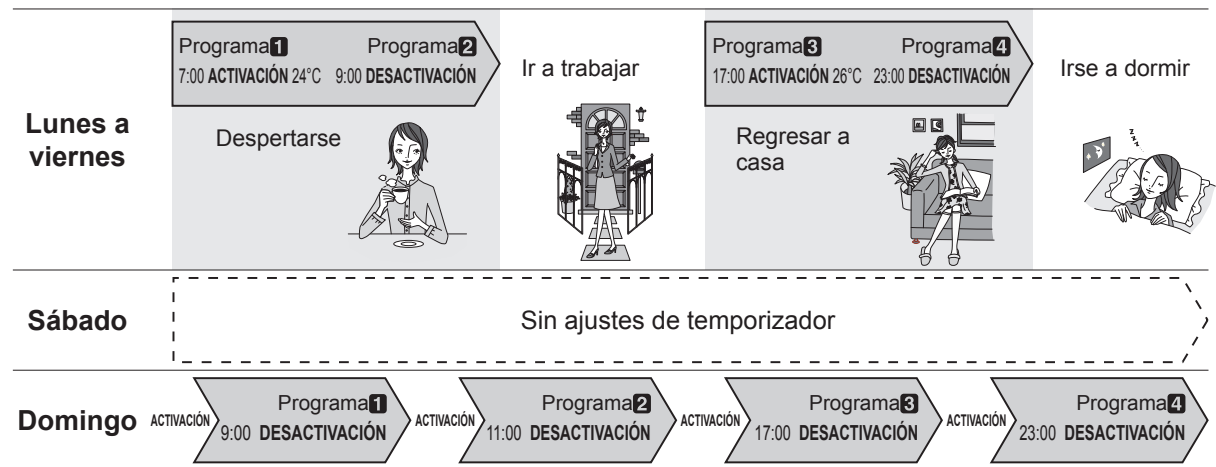 Programa1 Programa2
7:00 ACTIVACIÓN 24°C 9:00 DESACTIVACIÓN
Ir a trabajar
Programa3 Programa4
17:00 ACTIVACIÓN 26°C 23:00 DESACTIVACIÓN
Irse a dormir
Lunes a
viernes
Despertarse
Regresar a
casa
z z z
Sábado
Sin ajustes de temporizador
Domingo
ACTIVACIÓN
Programa1
9:00 DESACTIVACIÓN
ACTIVACIÓN
Programa2
11:00 DESACTIVACIÓN
ACTIVACIÓN
Programa3
17:00 DESACTIVACIÓN
ACTIVACIÓN
Programa4
23:00 DESACTIVACIÓN